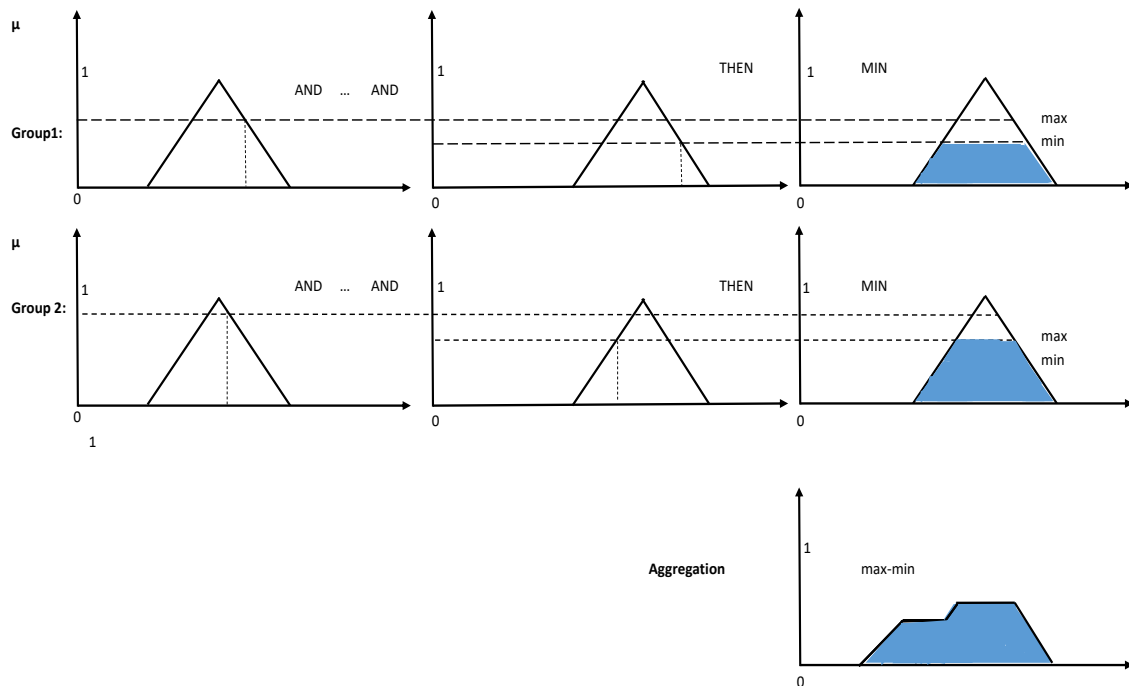 µ
1
1
1
AND ... AND
THEN
MIN
max
Group1:
min
0
0
0
µ
1
1
1
AND ... AND
THEN
MIN
Group 2:
max
min
0
0
0
1
1
Aggregation
max-min
0